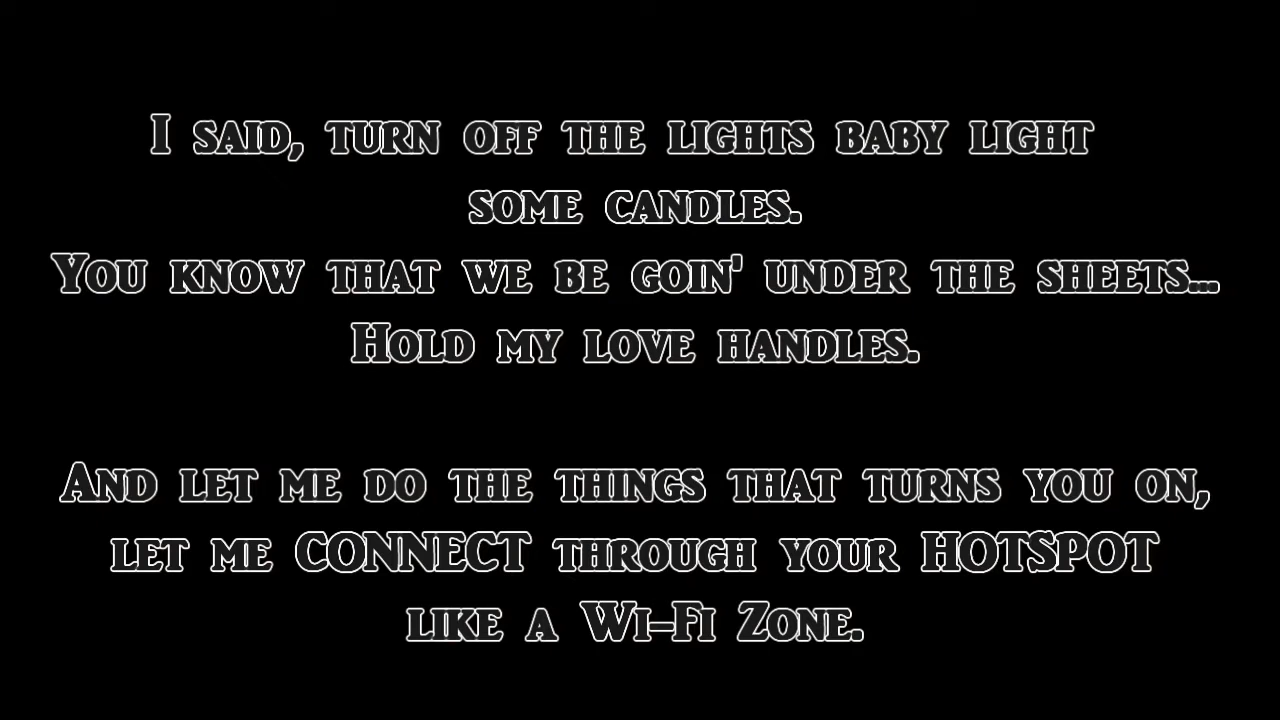 I said, turn off the lights baby light
some candles.
You know that we be goin' under the sheets...
Hold my love handles.
And let me do the things that turns you on,
let me CONNECT through your HOTSPOT
like a Wi-Fi Zone.